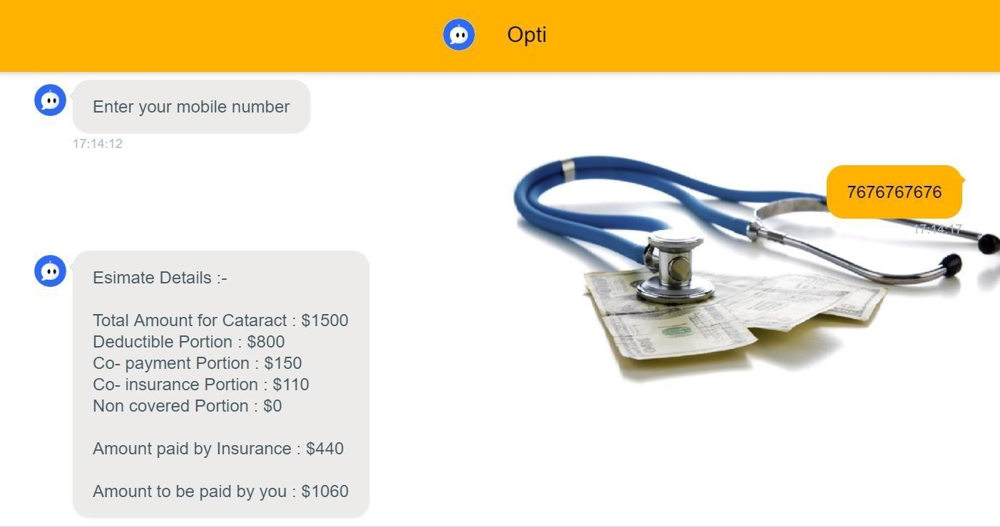 Opti
Enter your mobile number
17:14:12
7676767676
17:14:17
Esimate Details :-
Total Amount for Cataract : $1500
Deductible Portion : $800
Co- payment Portion : $150
Co- insurance Portion : $110
Non covered Portion : $0
Amount paid by Insurance : $440
Amount to be paid by you : $1060